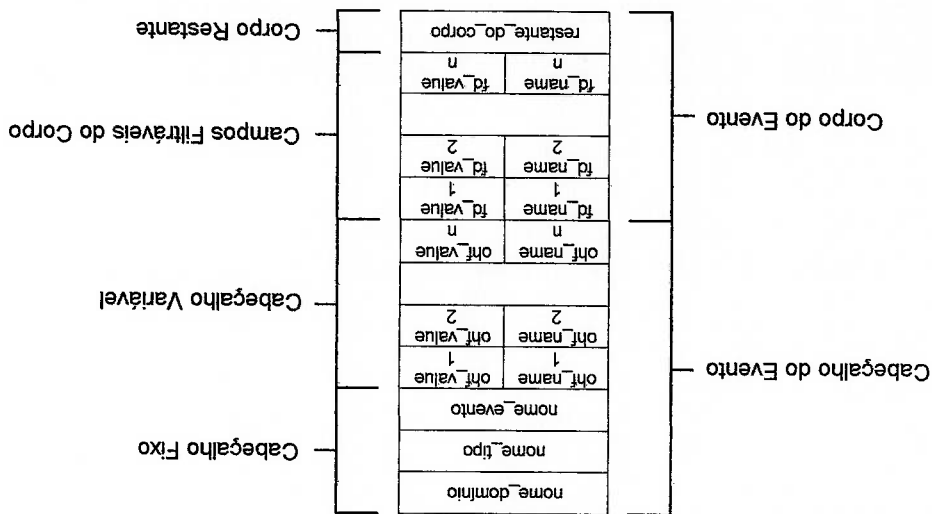 Cabeçalho do Evento
Corpo do Evento
nome_domínio
nome_tipo
nome_evento
ohf_name 
1
ohf_value
1
ohf_name
2
ohf_value
2
ohf_name
n
ohf_value
n
fd_name
1
fd_value
1
fd_name
2
fd_value
2
fd_name
n
fd_value
n
restante_do_corpo
Cabeçalho Fixo
Cabeçalho Variável
Campos Filtráveis do Corpo
Corpo Restante